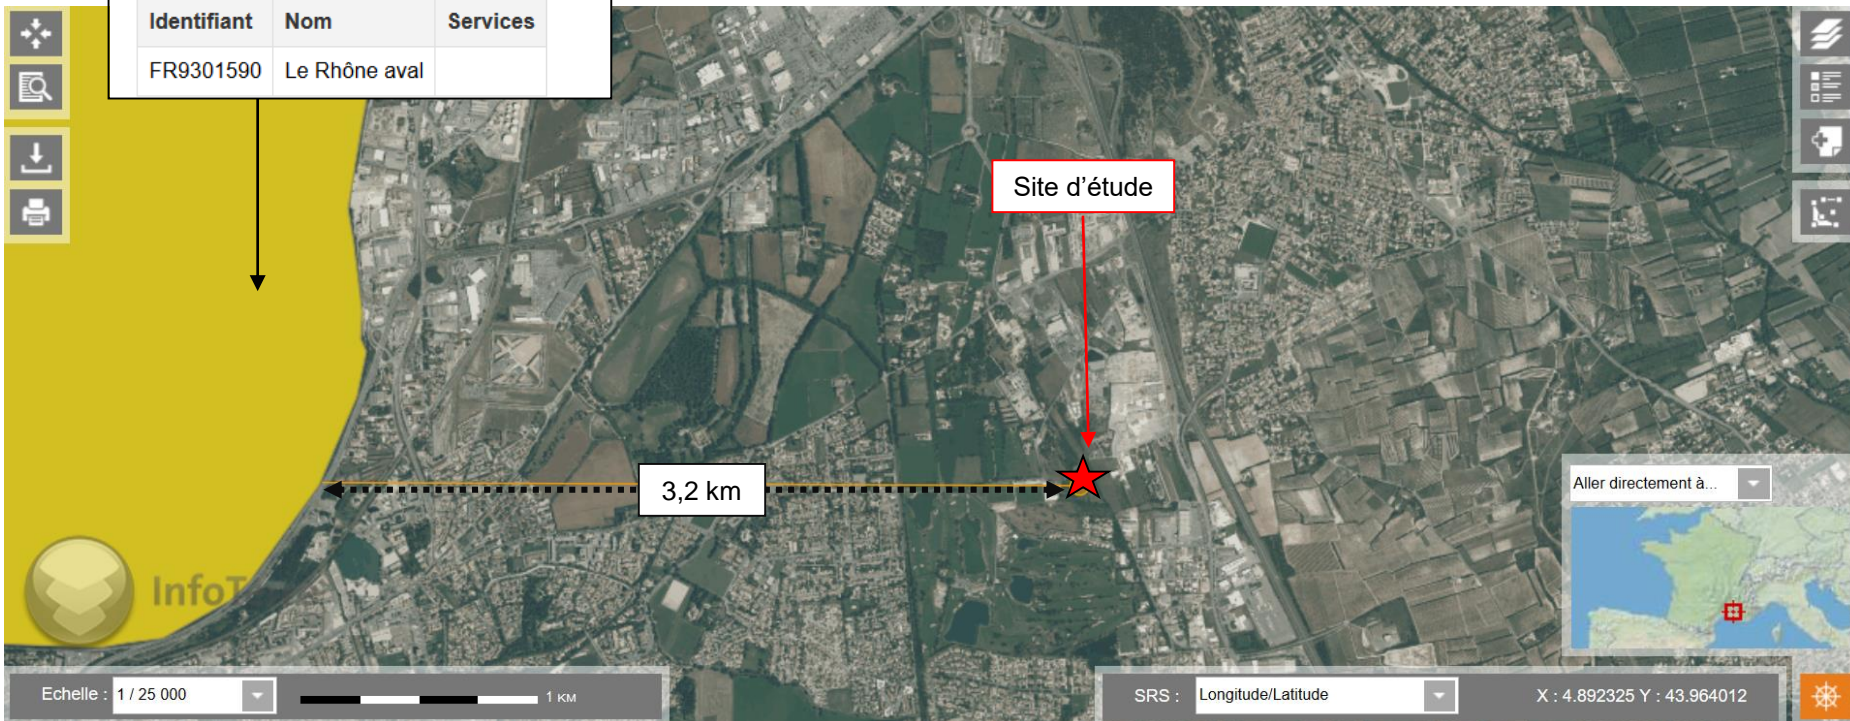 Identifiant Nom Services
FR9301590 Le Rhône aval
Site d'étude
3,2 km
Aller directement à...
Echelle : 1 / 25 000
1 KM
SRS : Longitude/Latitude
X : 4.892325 Y : 43.964012